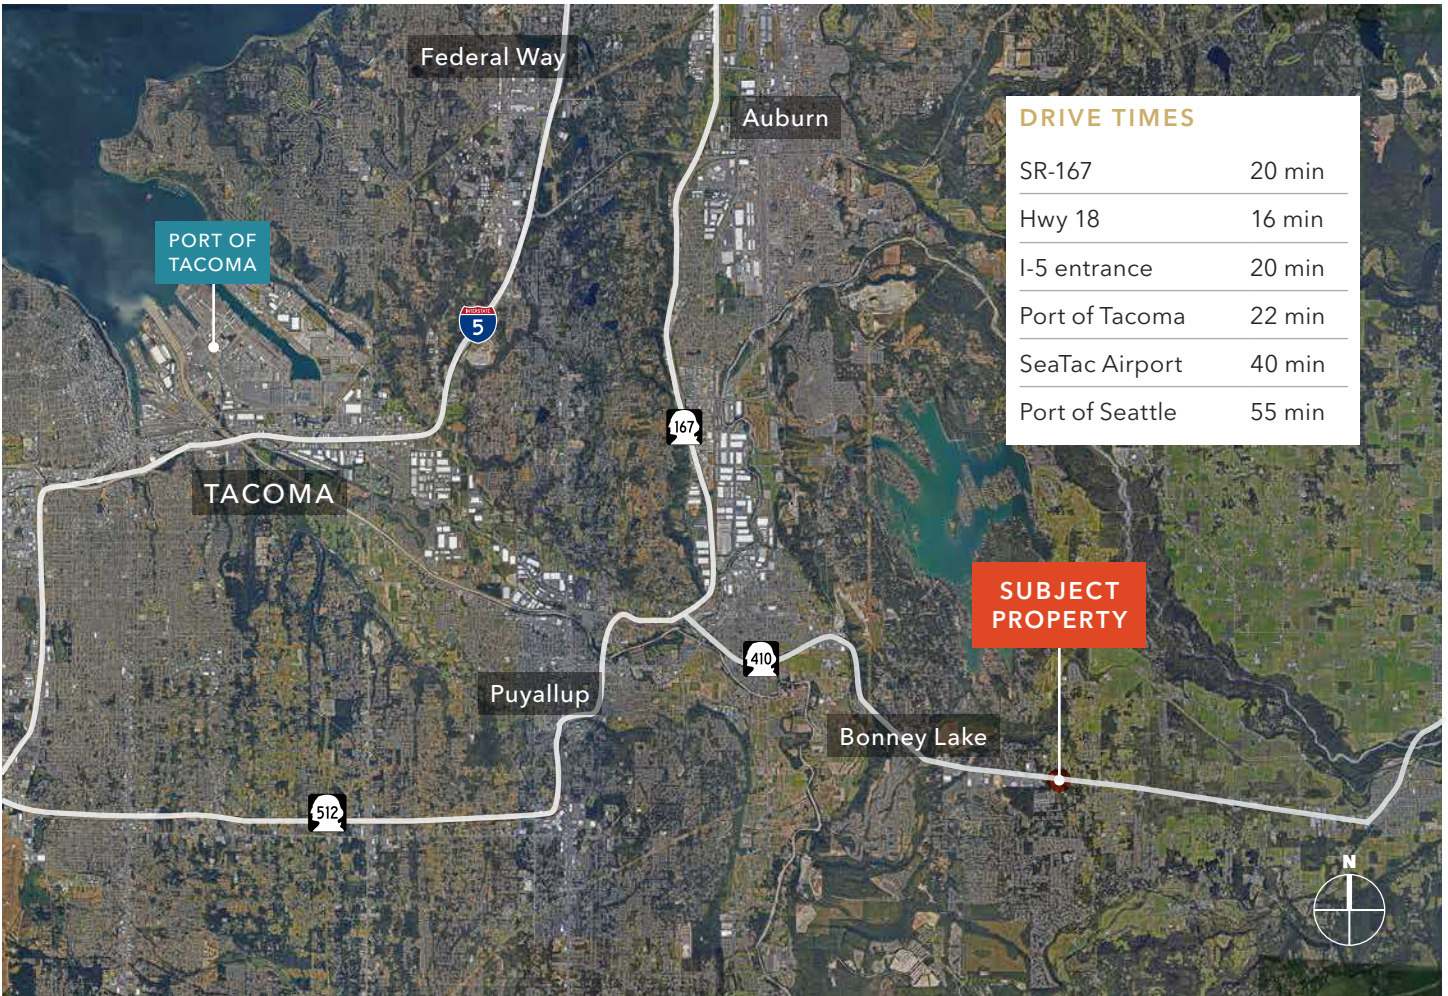 Federal Way
Auburn
DRIVE TIMES
SR-167 20 min
Hwy 18 16 min
I-5 entrance 20 min
Port of Tacoma 22 min
SeaTac Airport 40 min
Port of Seattle 55 min
PORT OF
TACOMA
INTERSTATE
5
167
TACOMA
SUBJECT
PROPERTY
410
Puyallup
Bonney Lake
512
N